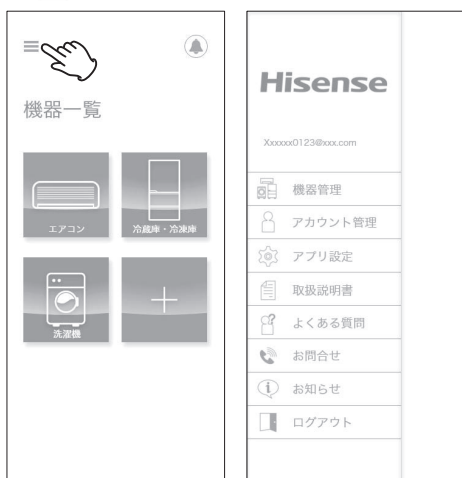 機器一覧
エアコン
冷蔵庫・冷凍庫
洗濯機
Hisense
Xxxxxx0123@xxx.com
機器管理
アカウント管理
アプリ設定
取扱説明書
よくある質問
お問合せ
お知らせ
ログアウト